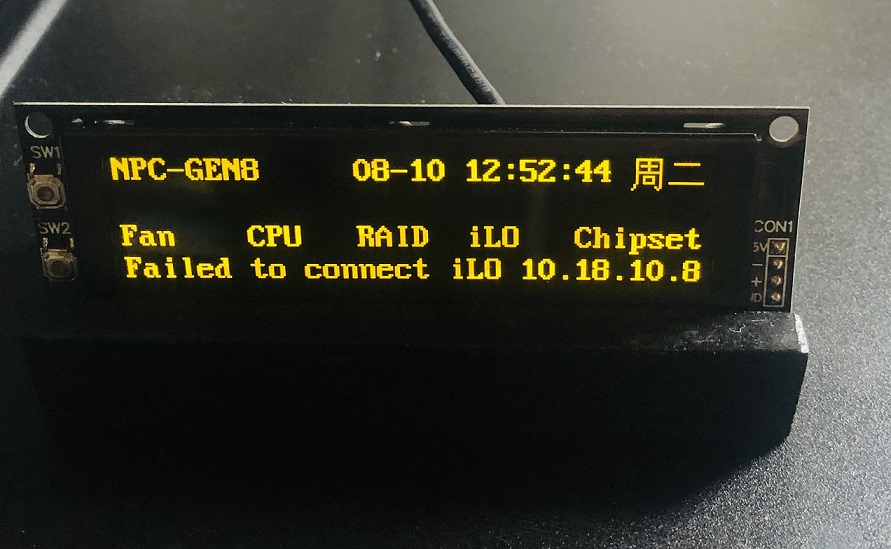 NPC-GEN8 08-10 12:52:44 周二
Fan CPU RAID iLO Chipset
Failed to connect iLO 10.18.10.8
SW1
SW2
CON1
5V
-
+